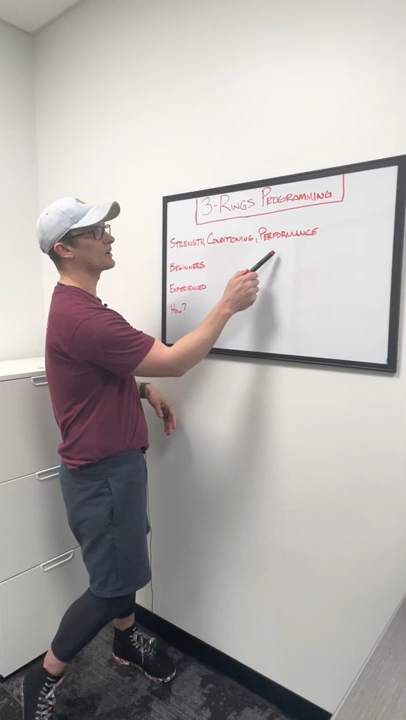 3-Rings Programming
Strength, Conditioning, Performance
Beginners
Experienced
How?